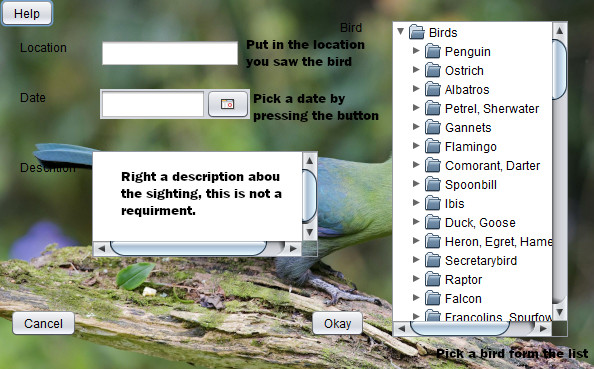 Help
Bird
Location
Put in the location
you saw the bird
Date
Pick a date by
pressing the button
Descrition
Right a description abou
the sighting, this is not a
requirment.
Cancel
Okay
Birds
Penguin
Ostrich
Albatros
Petrel, Sherwater
Gannets
Flamingo
Comorant, Darter
Spoonbill
Ibis
Duck, Goose
Heron, Egret, Hame
Secretarybird
Raptor
Falcon
Francolins, Spurfow
Pick a bird form the list